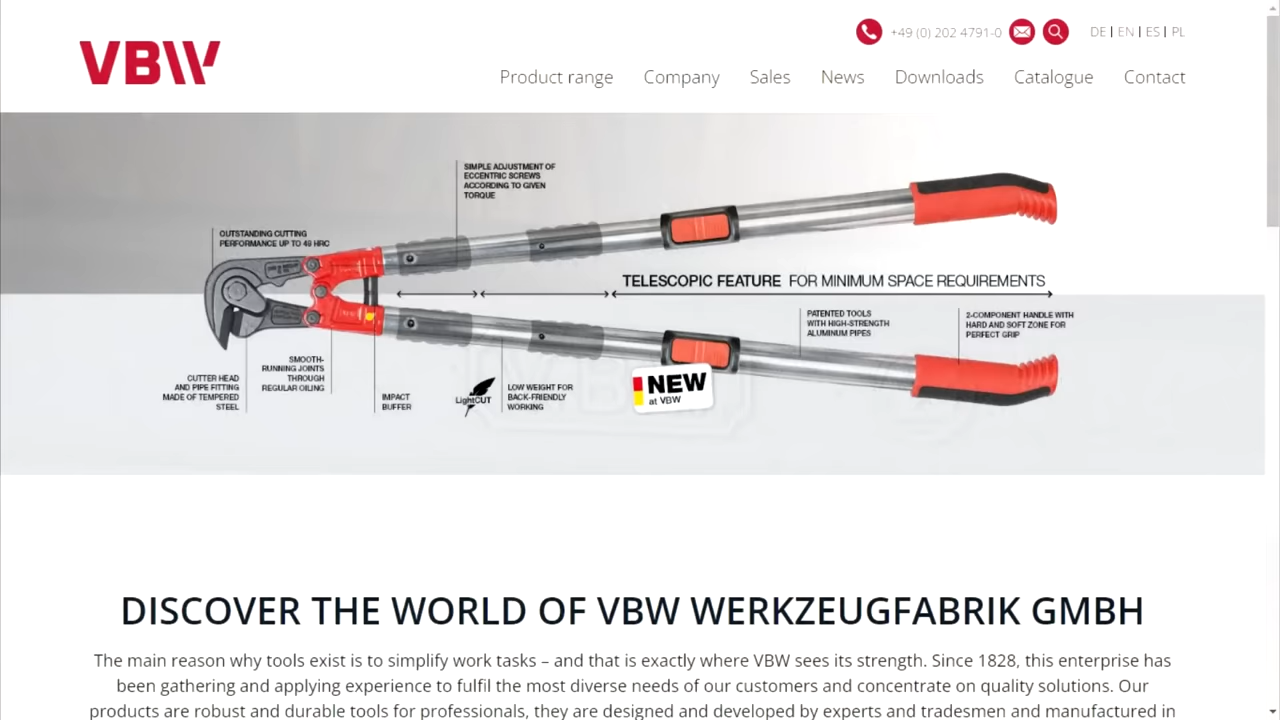 VBW
+49 (0) 202 4791-0
DE | EN | ES | PL
Product range Company Sales News Downloads Catalogue Contact
SIMPLE ADJUSTMENT OF
ECCENTRIC SCREWS
ACCORDING TO GIVEN
TORQUE
OUTSTANDING CUTTING
PERFORMANCE UP TO 48 HRC
TELESCOPIC FEATURE FOR MINIMUM SPACE REQUIREMENTS
PATENTED TOOLS
WITH HIGH-STRENGTH
ALUMINUM PIPES
2-COMPONENT HANDLE WITH
HARD AND SOFT ZONE FOR
PERFECT GRIP
SMOOTH-
RUNNING JOINTS
THROUGH
REGULAR OILING
CUTTER HEAD
AND PIPE FITTING
MADE OF TEMPERED
STEEL
IMPACT
BUFFER
LightCUT
LOW WEIGHT FOR
BACK-FRIENDLY
WORKING
NEW
at VBW
DISCOVER THE WORLD OF VBW WERKZEUGFABRIK GMBH
The main reason why tools exist is to simplify work tasks – and that is exactly where VBW sees its strength. Since 1828, this enterprise has
been gathering and applying experience to fulfil the most diverse needs of our customers and concentrate on quality solutions. Our
products are robust and durable tools for professionals, they are designed and developed by experts and tradesmen and manufactured in